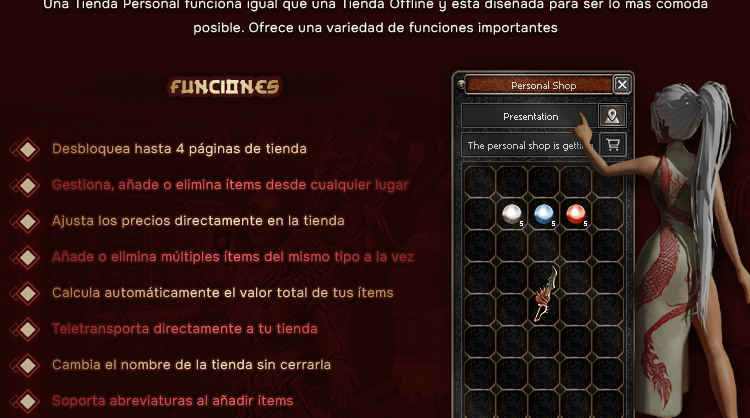 Una Tienda Personal funciona igual que una Tienda Offline y está diseñada para ser lo más cómoda
posible. Ofrece una variedad de funciones importantes
FUNCIONES
Desbloquea hasta 4 páginas de tienda
Gestiona, añade o elimina ítems desde cualquier lugar
Ajusta los precios directamente en la tienda
Añade o elimina múltiples ítems del mismo tipo a la vez
Calcula automáticamente el valor total de tus ítems
Teletransporta directamente a tu tienda
Cambia el nombre de la tienda sin cerrarla
Soporta abreviaturas al añadir ítems
Personal Shop
Presentation
The personal shop is gettin
5 5 5